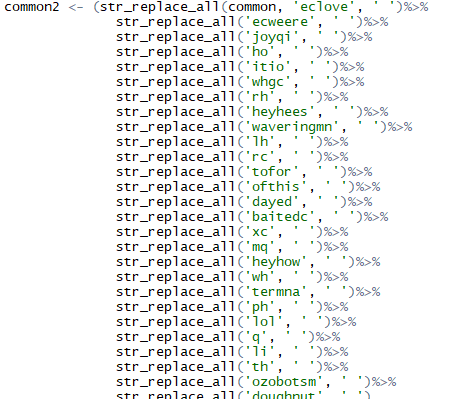 common2 <- (str_replace_all(common, 'eclove', ' ')%>%
str_replace_all('ecweere', ' ')%>%
str_replace_all('joyqi', ' ')%>%
str_replace_all('ho', ' ')%>%
str_replace_all('itio', ' ')%>%
str_replace_all('whgc', ' ')%>%
str_replace_all('rh', ' ')%>%
str_replace_all('heyhees', ' ')%>%
str_replace_all('waveringmn', ' ')%>%
str_replace_all('lh', ' ')%>%
str_replace_all('rc', ' ')%>%
str_replace_all('tofor', ' ')%>%
str_replace_all('ofthis', ' ')%>%
str_replace_all('dayed', ' ')%>%
str_replace_all('baitedc', ' ')%>%
str_replace_all('xc', ' ')%>%
str_replace_all('mq', ' ')%>%
str_replace_all('heyhow', ' ')%>%
str_replace_all('wh', ' ')%>%
str_replace_all('termna', ' ')%>%
str_replace_all('ph', ' ')%>%
str_replace_all('lol', ' ')%>%
str_replace_all('q', ' ')%>%
str_replace_all('li', ' ')%>%
str_replace_all('th', ' ')%>%
str_replace_all('ozobotsm', ' ')%>%
str_replace_all('doughnut', ' ')